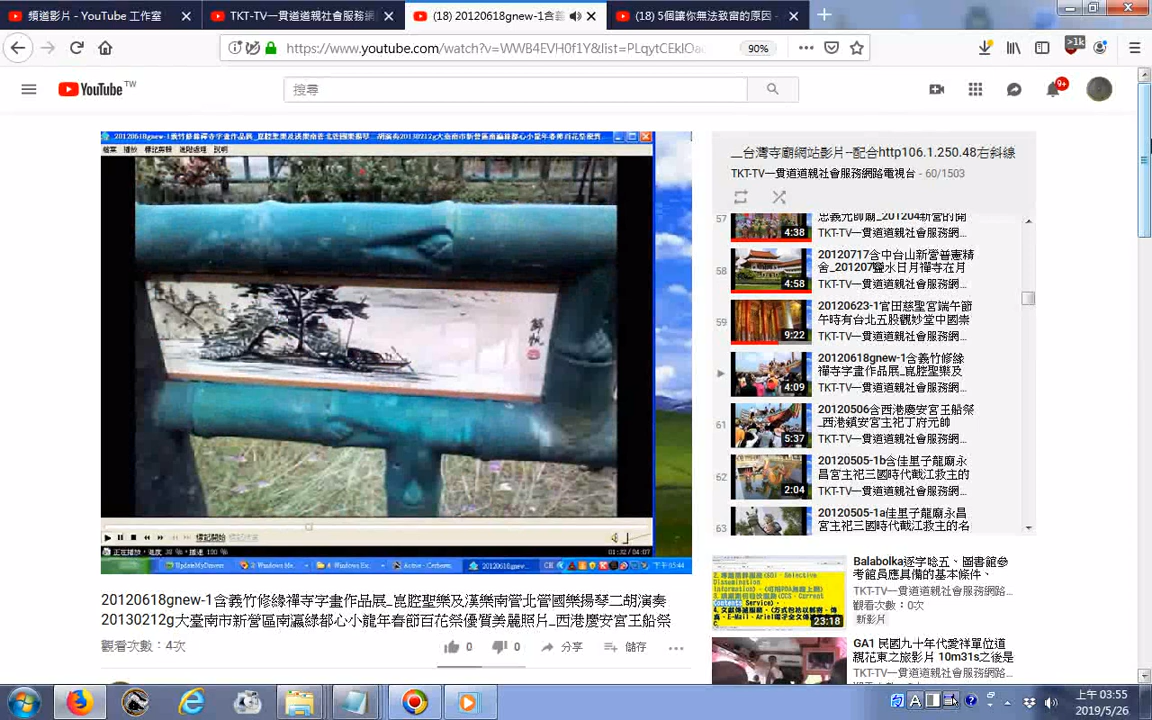 頻道影片 - YouTube 工作室
TKT-TV一貫道道親社會服務網
(18) 20120618gnew-1含義
(18) 5個讓你無法致富的原因 -
https://www.youtube.com/watch?v=WWB4EVH0f1Y&list=PLqytCEkl
90%
>1k
YouTube TW
搜尋
9+
檔案 播放 標記剪輯 進階處理 說明
01:32 / 04:07
下午 05:44
20120618gnew-1含義竹修緣禪寺字畫作品展_崑腔聖樂及漢樂南管北管國樂揚琴二胡演奏
20130212g大臺南市新營區南瀛綠都心小龍年春節百花祭優質美麗照片_西港慶安宮王船祭
觀看次數：4次
0
0
分享
儲存
__台灣寺廟網站影片--配合http106.1.250.48右斜線
TKT-TV一貫道道親社會服務網路電視台 - 60/1503
57
4:38
TKT-TV一貫道道親社會服務網...
58
4:58
20120717含中台山新營普憲精
舍_201207鹽水日月禪寺在月
TKT-TV一貫道道親社會服務網...
59
9:22
20120623-1官田慈聖宮端午節
午時有台北五股觀妙堂中國崇
TKT-TV一貫道道親社會服務網...
4:09
20120618gnew-1含義竹修緣
禪寺字畫作品展_崑腔聖樂及
TKT-TV一貫道道親社會服務網...
61
5:37
20120506含西港慶安宮王船祭
_西港鎮安宮主祀丁府元帥
TKT-TV一貫道道親社會服務網...
62
2:04
20120505-1b含佳里子龍廟永
昌宮主祀三國時代戰江救主的
TKT-TV一貫道道親社會服務網...
63
20120505-1a佳里子龍廟永昌
宮主祀三國時代戰江救主的名
23:18
Balabolka逐字唸五、圖書館參
考館員應具備的基本條件、
TKT-TV一貫道道親社會服務網路...
觀看次數：0次
新影片
GA1 民國九十年代愛祥單位道
親花東之旅影片 10m31s之後是
TKT-TV一貫道道親社會服務網路...
上午 03:55
2019/5/26